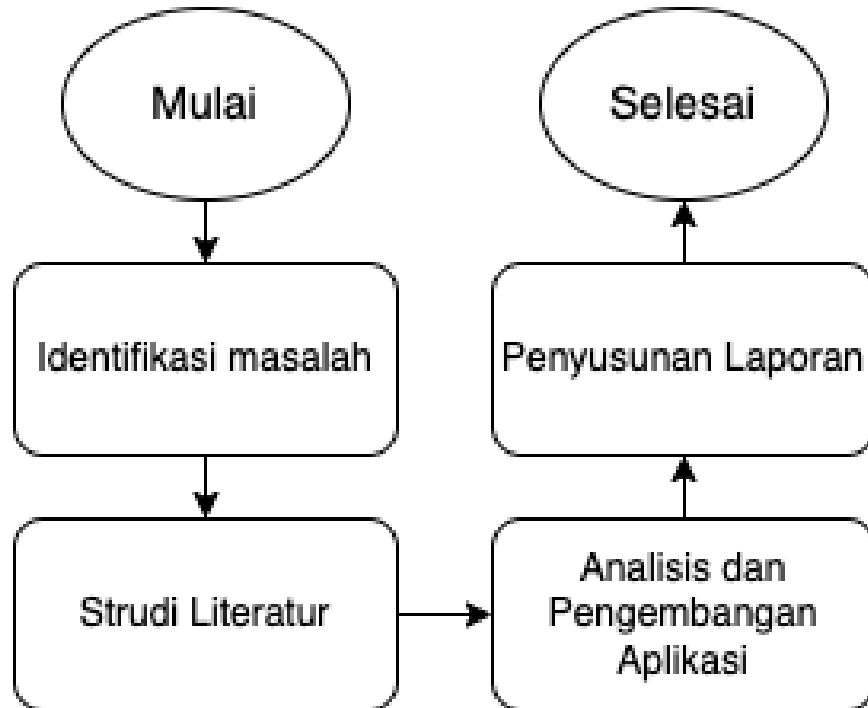 Mulai
Identifikasi masalah
Strudi Literatur
Analisis dan
Pengembangan
Aplikasi
Penyusunan Laporan
Selesai